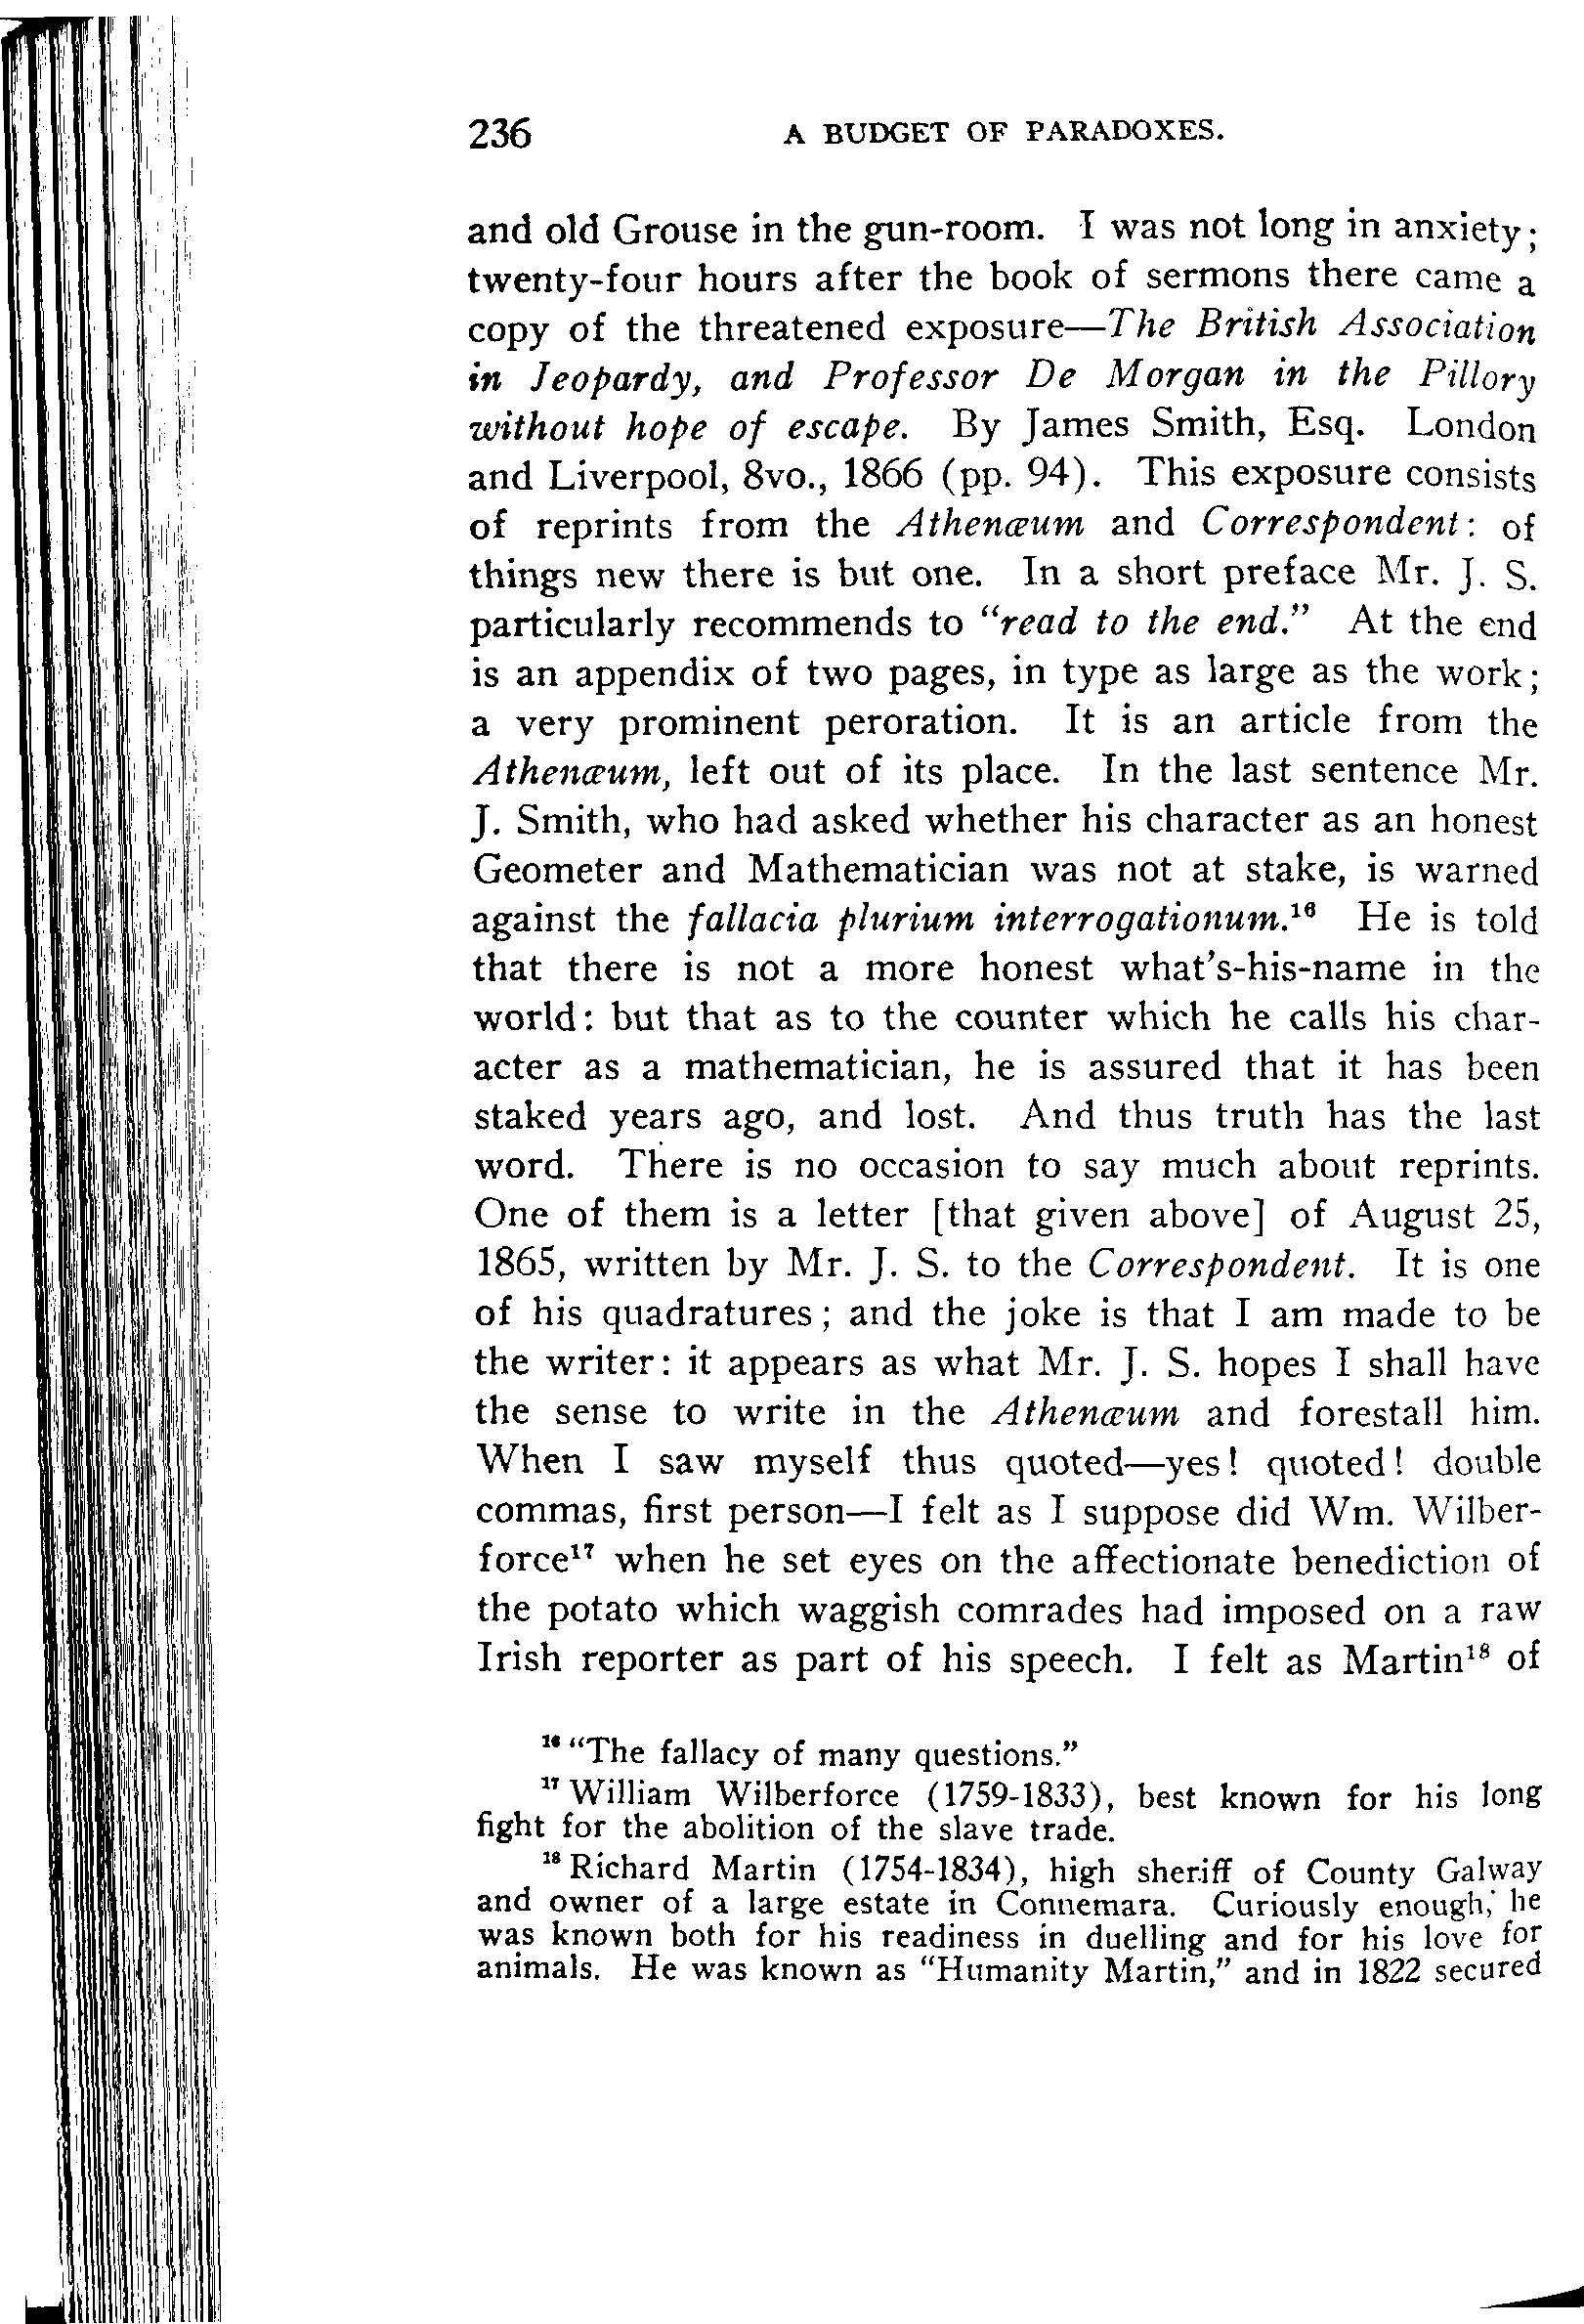 236 A BUDGET OF PARADOXES.
and old Grouse in the gun-room. I was not long in anxiety;
twenty-four hours after the book of sermons there came a
copy of the threatened exposure—The British Association
in Jeopardy, and Professor De Morgan in the Pillory
without hope of escape. By James Smith, Esq. London
and Liverpool, 8vo., 1866 (pp. 94). This exposure consists
of reprints from the Athenæum and Correspondent: of
things new there is but one. In a short preface Mr. J. S.
particularly recommends to “read to the end.” At the end
is an appendix of two pages, in type as large as the work;
a very prominent peroration. It is an article from the
Athenæum, left out of its place. In the last sentence Mr.
J. Smith, who had asked whether his character as an honest
Geometer and Mathematician was not at stake, is warned
against the fallacia plurium interrogationum.¹⁶ He is told
that there is not a more honest what's-his-name in the
world: but that as to the counter which he calls his char-
acter as a mathematician, he is assured that it has been
staked years ago, and lost. And thus truth has the last
word. There is no occasion to say much about reprints.
One of them is a letter [that given above] of August 25,
1865, written by Mr. J. S. to the Correspondent. It is one
of his quadratures; and the joke is that I am made to be
the writer: it appears as what Mr. J. S. hopes I shall have
the sense to write in the Athenæum and forestall him.
When I saw myself thus quoted—yes! quoted! double
commas, first person—I felt as I suppose did Wm. Wilber-
force¹⁷ when he set eyes on the affectionate benediction of
the potato which waggish comrades had imposed on a raw
Irish reporter as part of his speech. I felt as Martin¹⁸ of
¹⁶ “The fallacy of many questions.”
¹⁷ William Wilberforce (1759-1833), best known for his long
fight for the abolition of the slave trade.
¹⁸ Richard Martin (1754-1834), high sheriff of County Galway
and owner of a large estate in Connemara. Curiously enough, he
was known both for his readiness in duelling and for his love for
animals. He was known as “Humanity Martin,” and in 1822 secured